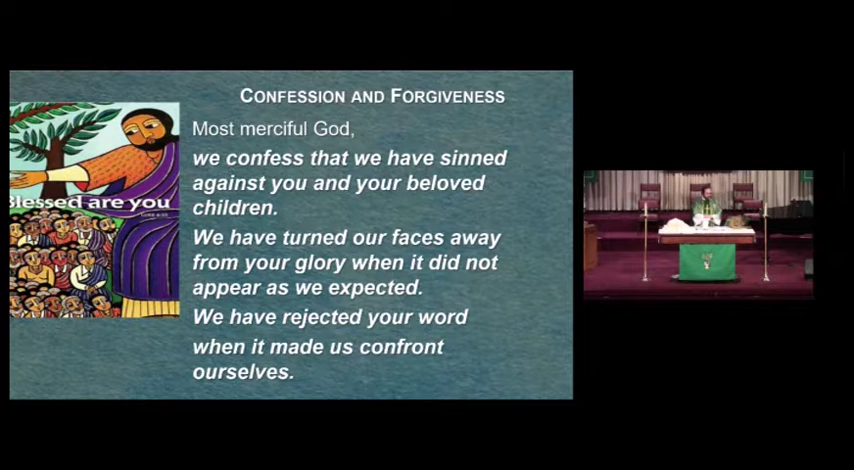 CONFESSION AND FORGIVENESS
Most merciful God,
we confess that we have sinned
against you and your beloved
children.
We have turned our faces away
from your glory when it did not
appear as we expected.
We have rejected your word
when it made us confront
ourselves.
Blessed are you